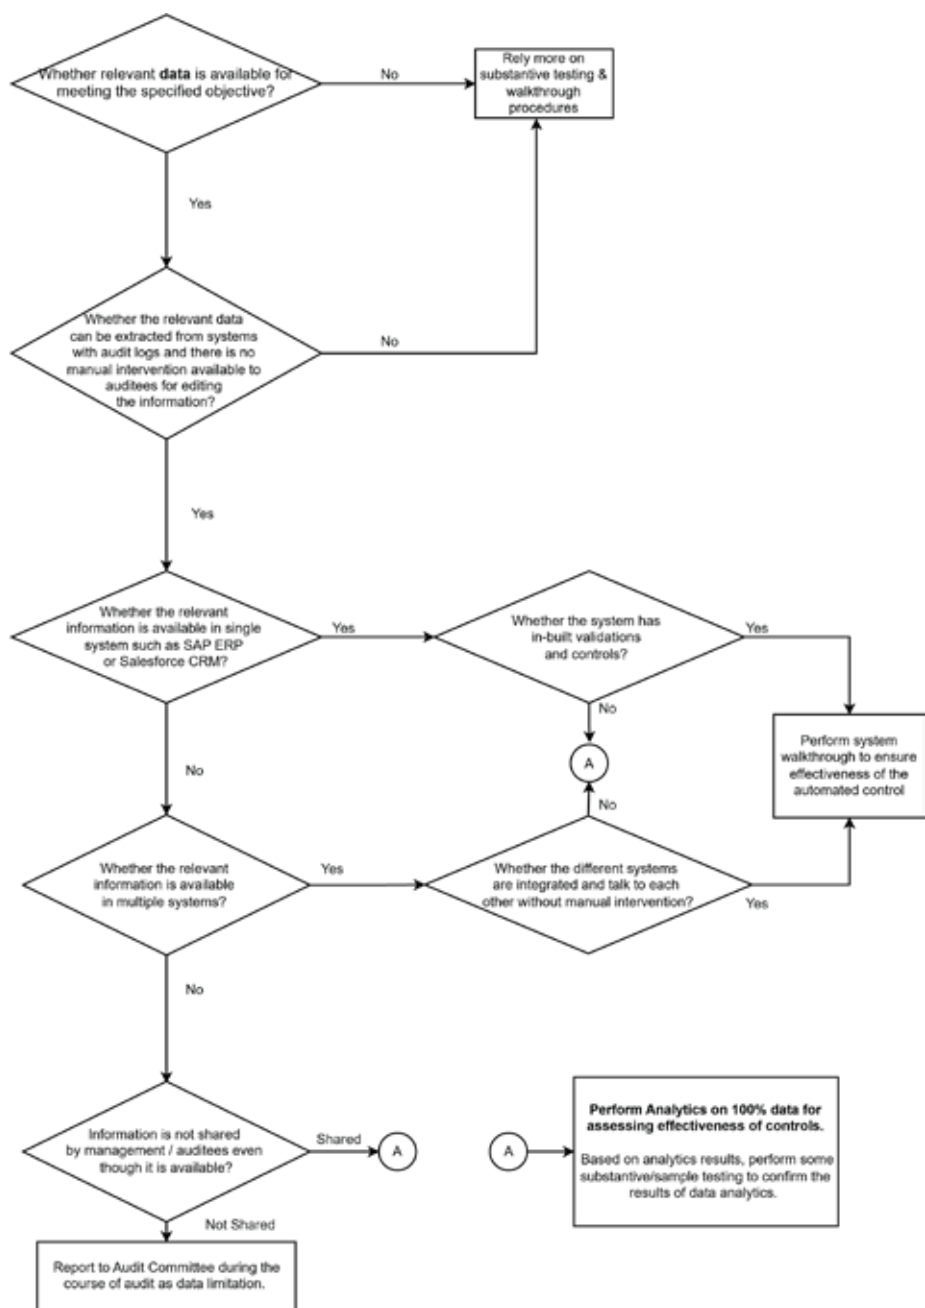 Whether relevant data is available for
meeting the specified objective?
No
Rely more on
substantive testing &
walkthrough
procedures
Yes
Whether the relevant data
can be extracted from systems
with audit logs and there is no
manual intervention available to
auditees for editing
the information?
No
Yes
Whether the relevant
information is available in single
system such as SAP ERP
or Salesforce CRM?
Yes
Whether the system has
in-built validations
and controls?
Yes
No
A
No
Perform system
walkthrough to ensure
effectiveness of the
automated control
No
Whether the relevant
information is available
in multiple systems?
Yes
Whether the different systems
are integrated and talk to each
other without manual intervention?
Yes
No
Information is not shared
by management / auditees even
though it is available?
Shared
A
A
Perform Analytics on 100% data for
assessing effectiveness of controls.
Based on analytics results, perform some
substantive/sample testing to confirm the
results of data analytics.
Not Shared
Report to Audit Committee during the
course of audit as data limitation.